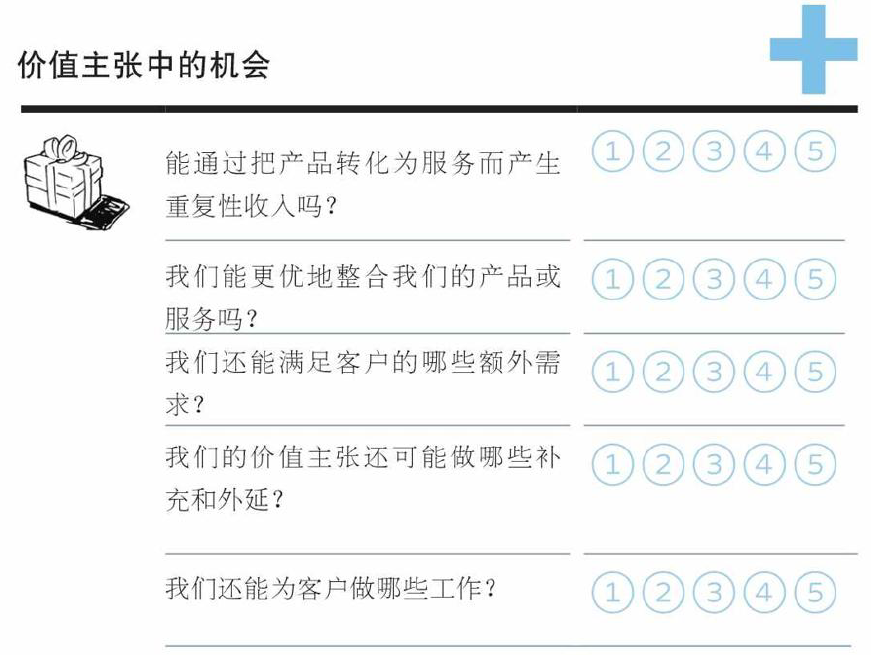 价值主张中的机会
能通过把产品转化为服务而产生 ① ② ③ ④ ⑤
重复性收入吗？
我们能更优地整合我们的产品或 ① ② ③ ④ ⑤
服务吗？
我们还能满足客户的哪些额外需 ① ② ③ ④ ⑤
求？
我们的价值主张还可能做哪些补 ① ② ③ ④ ⑤
充和外延？
我们还能为客户做哪些工作？ ① ② ③ ④ ⑤